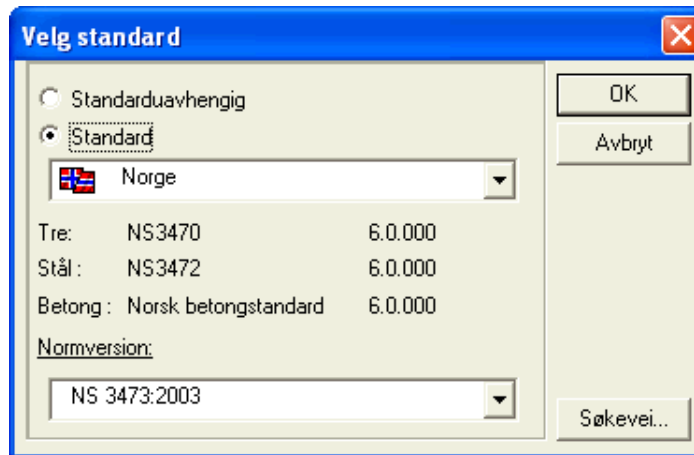 Velg standard
Standarduavhengig
Standard
Norge
Tre: NS3470 6.0.000
Stål : NS3472 6.0.000
Betong : Norsk betongstandard 6.0.000
Normversion:
NS 3473:2003
OK
Avbryt
Søkevei...